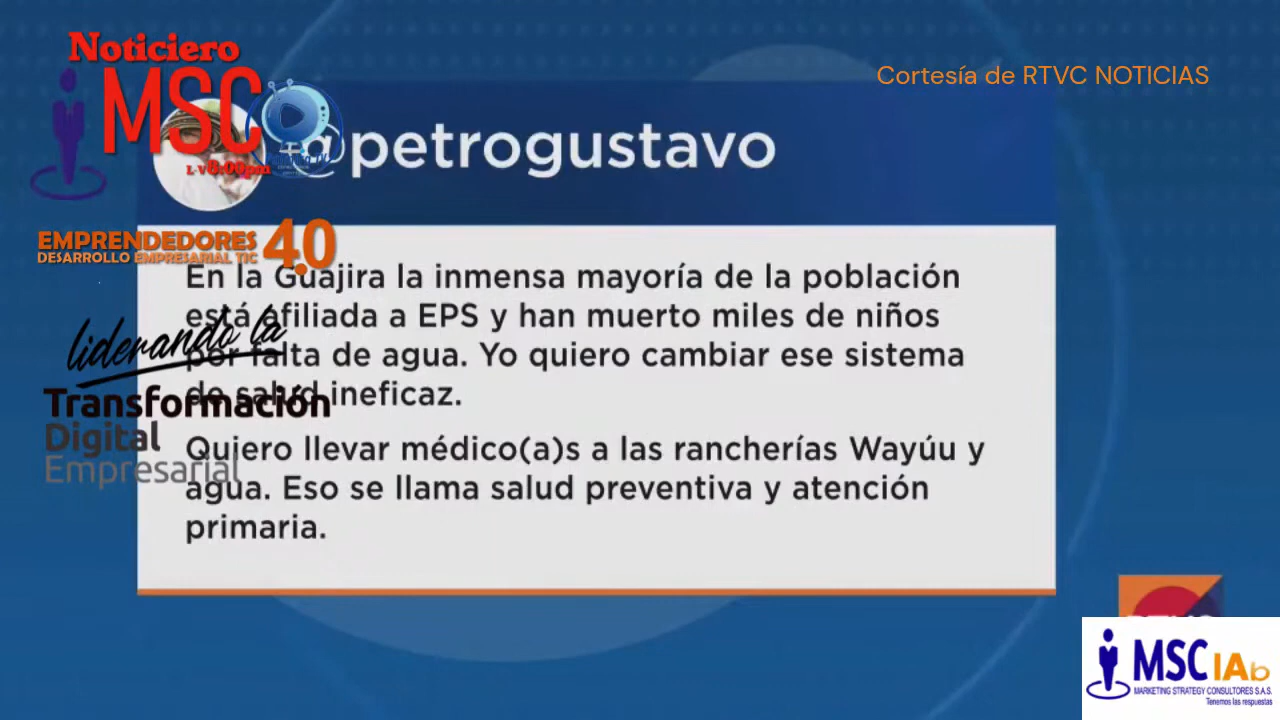 Noticiero
MSC
L-V 8:00pm
Cortesía de RTVC NOTICIAS
@petrogustavo
EMPRENDEDORES 4.0
DESARROLLO EMPRESARIAL TIC
En la Guajira la inmensa mayoría de la población
está afiliada a EPS y han muerto miles de niños
por falta de agua. Yo quiero cambiar ese sistema
de salud ineficaz.
Quiero llevar médico(a)s a las rancherías Wayúu y
agua. Eso se llama salud preventiva y atención
primaria.
liderando la
Transformación
Digital
Empresarial
MSC IAb
MARKETING STRATEGY CONSULTORES S.A.S.
Tenemos las respuestas